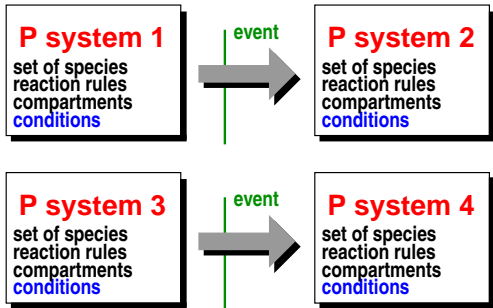 P system 1
set of species
reaction rules
compartments
conditions
event
P system 2
set of species
reaction rules
compartments
conditions
P system 3
set of species
reaction rules
compartments
conditions
event
P system 4
set of species
reaction rules
compartments
conditions